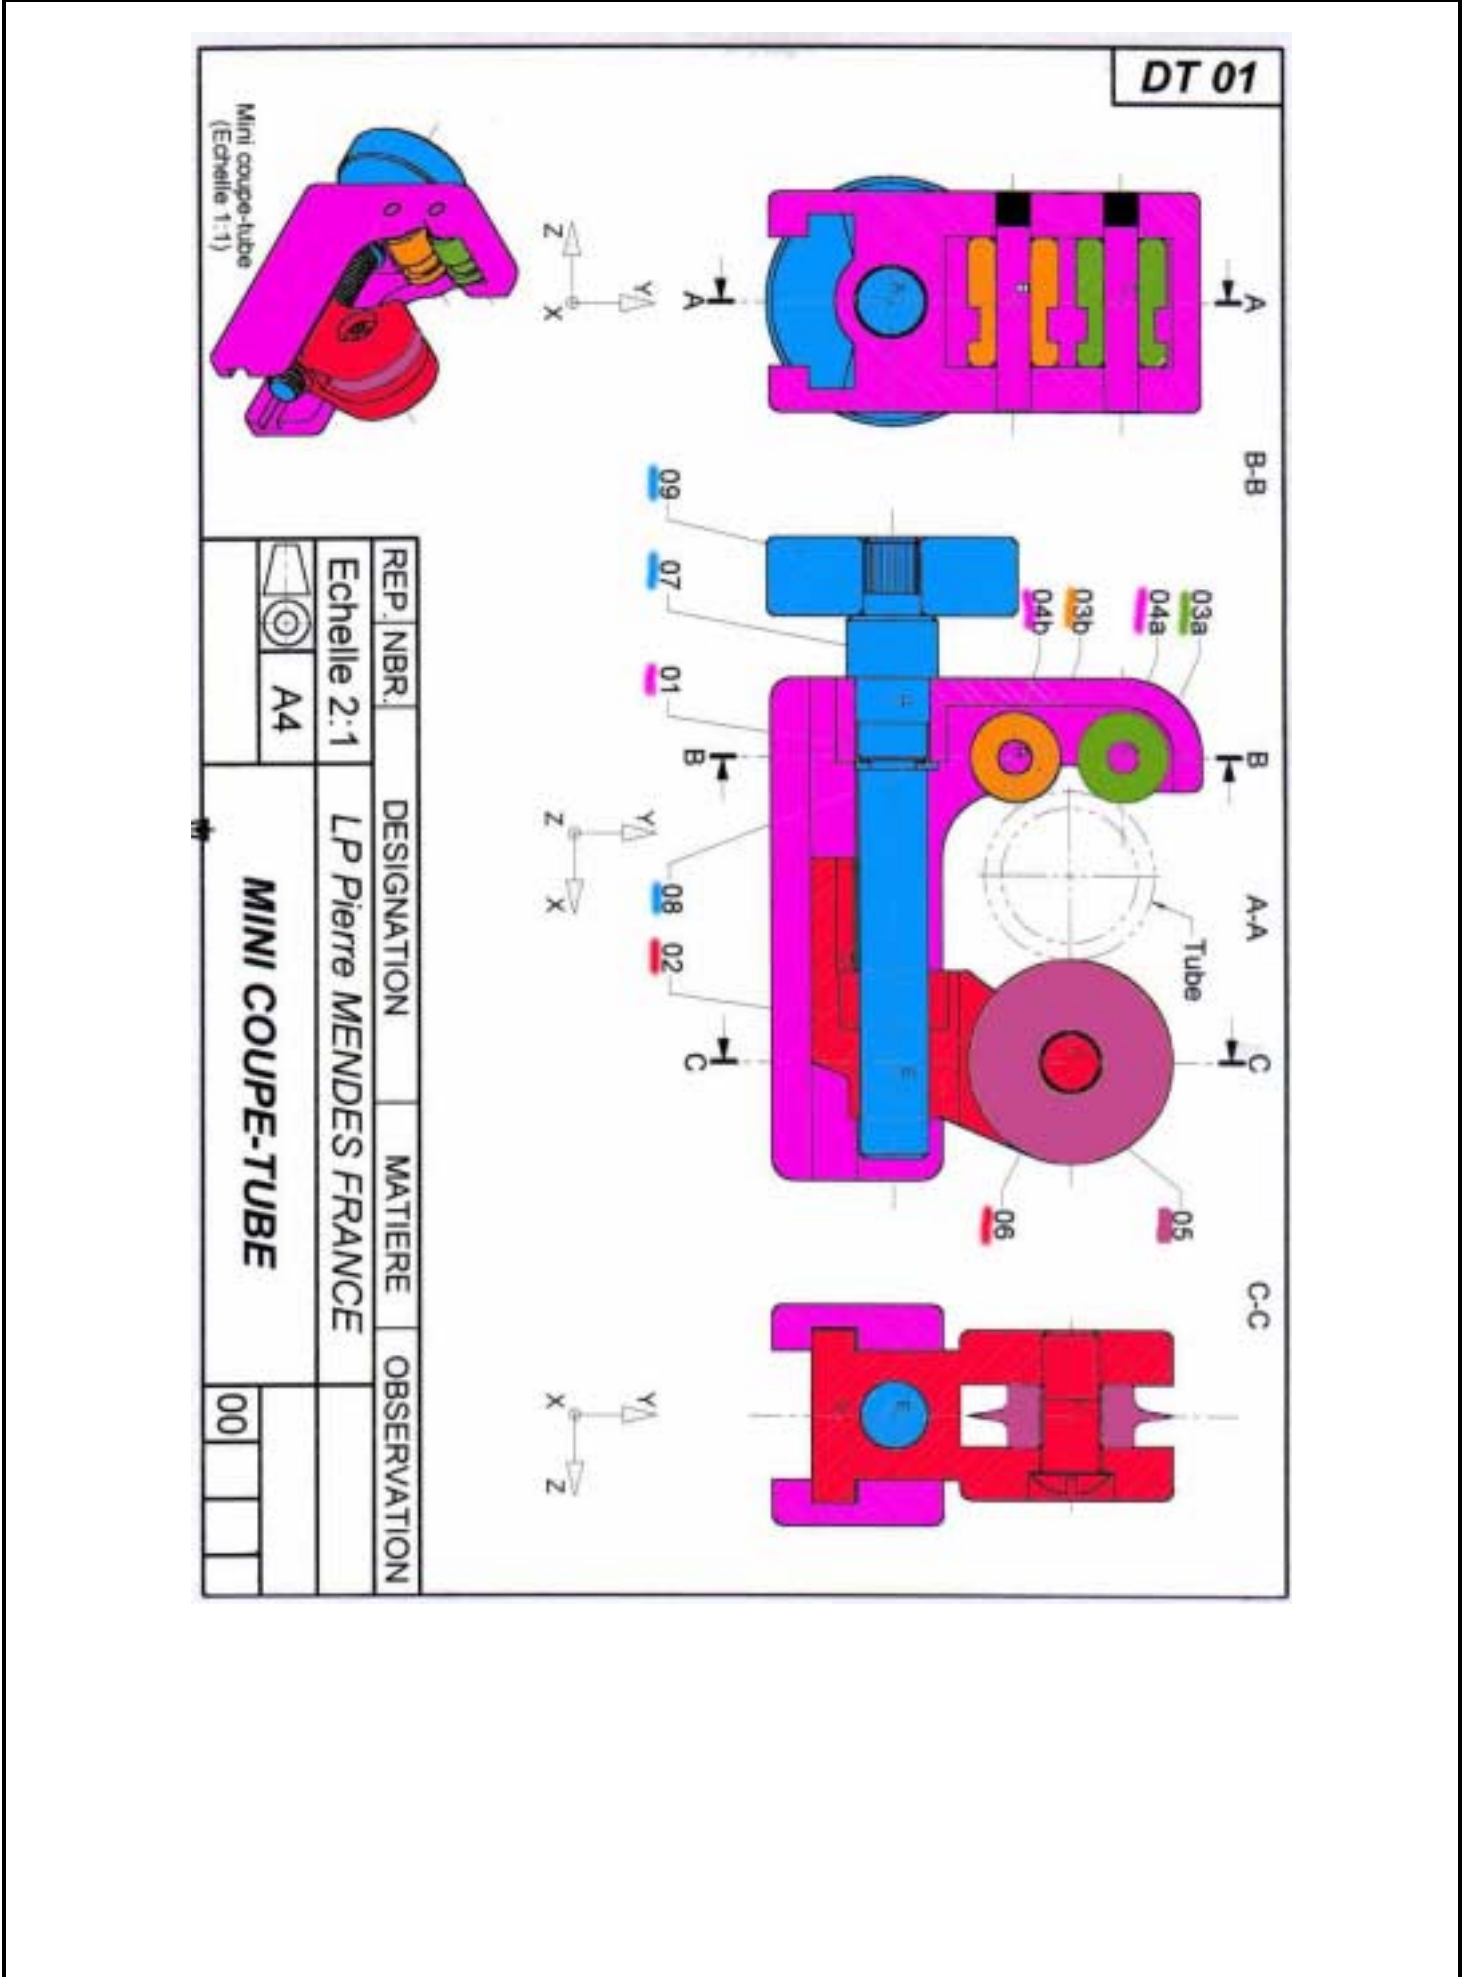 DT 01
B-B
A-A
C-C
A
A
B
B
C
C
03a
04a
03b
04b
Tube
05
06
09
07
01
08
02
Y
Z
X
Y
Z
X
Y
X
Z
Mini coupe-tube
(Echelle 1:1)
REP. NBR. DESIGNATION MATIERE OBSERVATION
Echelle 2:1 LP Pierre MENDES FRANCE
A4 MINI COUPE-TUBE
00